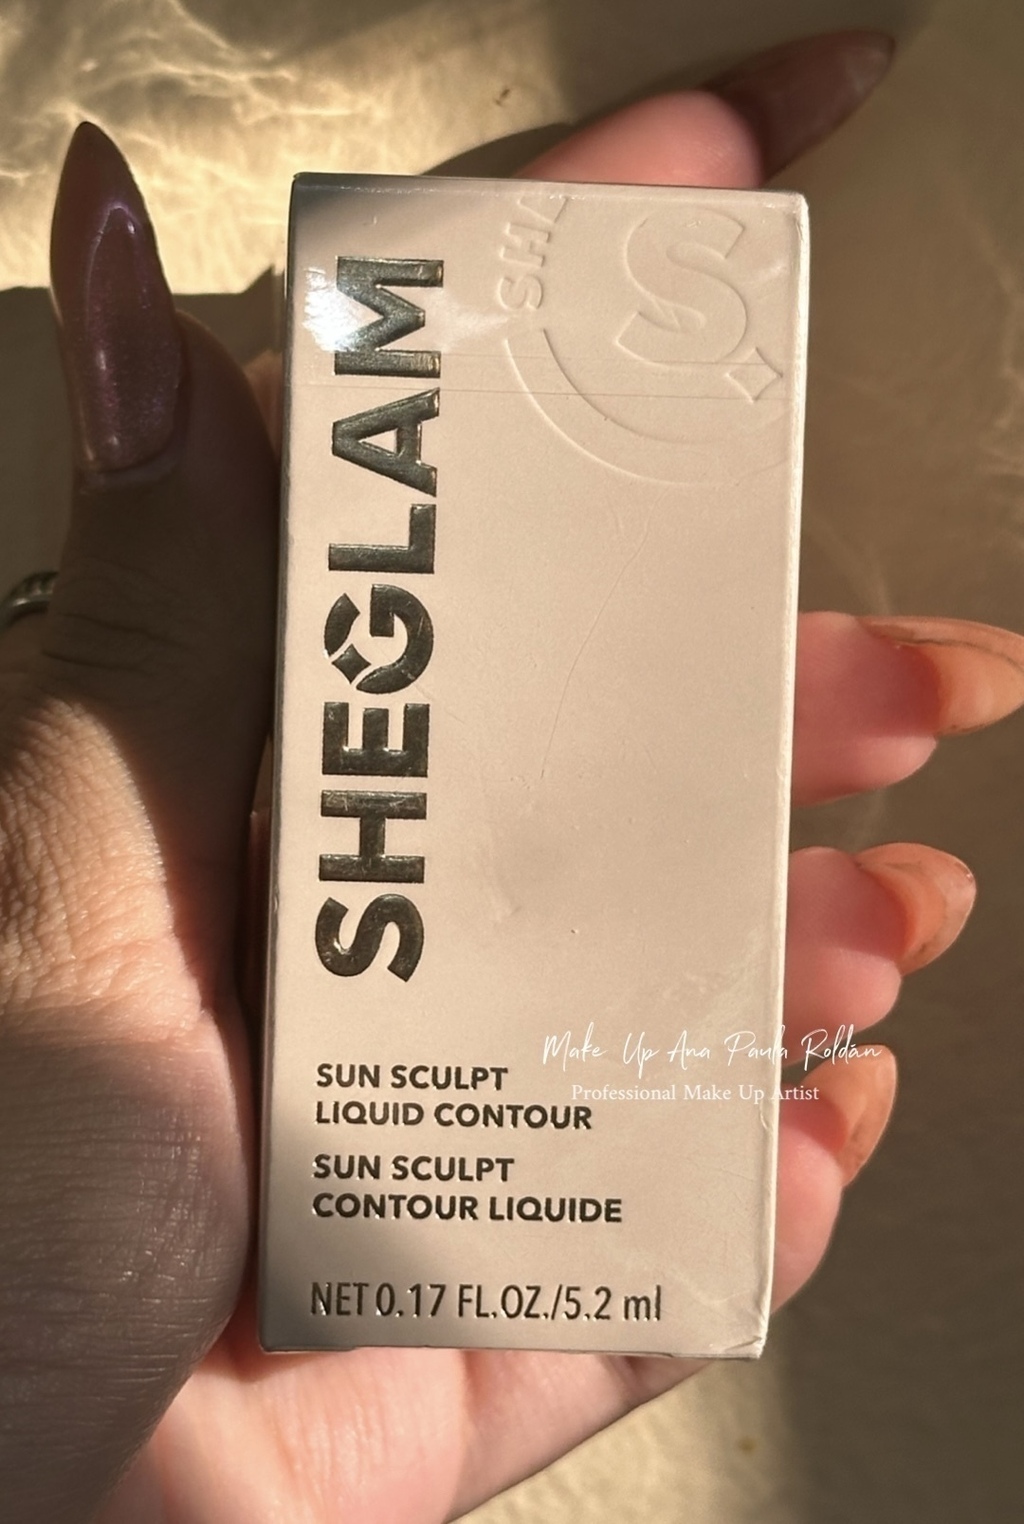 SHEGLAM
SUN SCULPT
LIQUID CONTOUR
SUN SCULPT
CONTOUR LIQUIDE
NET 0.17 FL.OZ./5.2 ml
Make Up Ana Paula Roldán
Professional Make Up Artist